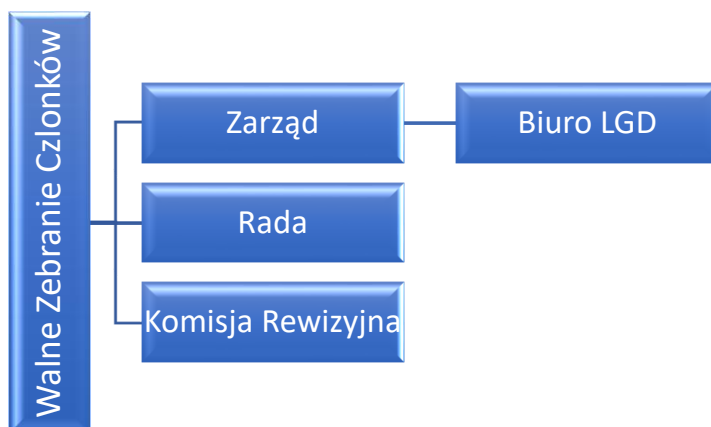 Walne Zebranie Czlonków
Zarząd
Biuro LGD
Rada
Komisja Rewizyjna